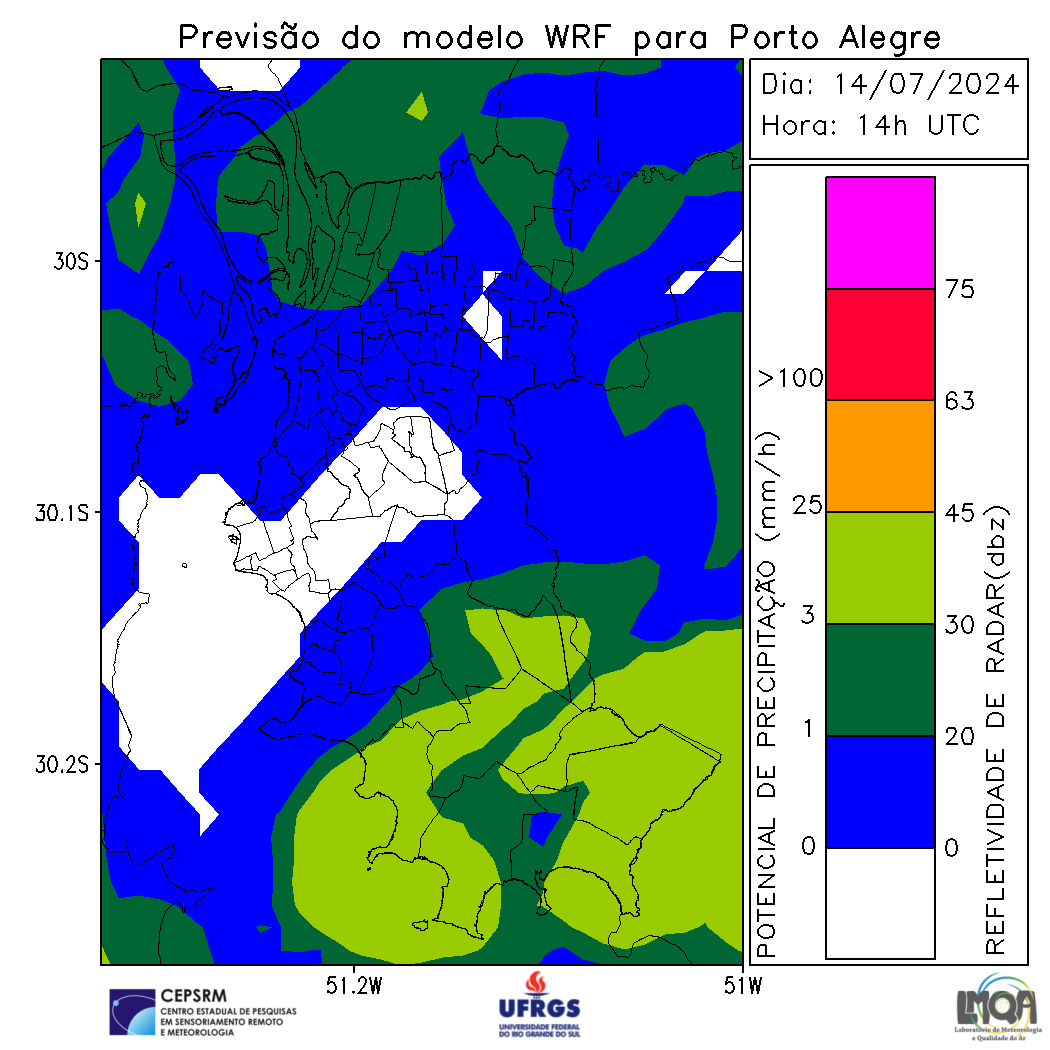 Previsão do modelo WRF para Porto Alegre
Dia: 14/07/2024
Hora: 14h UTC
30S
30.1S
30.2S
51.2W
51W
POTENCIAL DE PRECIPITAÇÃO (mm/h)
>100
25
3
1
0
75
63
45
30
20
0
REFLETIVIDADE DE RADAR(dbz)
CEPSRM
CENTRO ESTADUAL DE PESQUISAS
EM SENSORIAMENTO REMOTO
E METEOROLOGIA
UFRGS
UNIVERSIDADE FEDERAL
DO RIO GRANDE DO SUL
LMQA
Laboratório de Meteorologia
e Qualidade do Ar